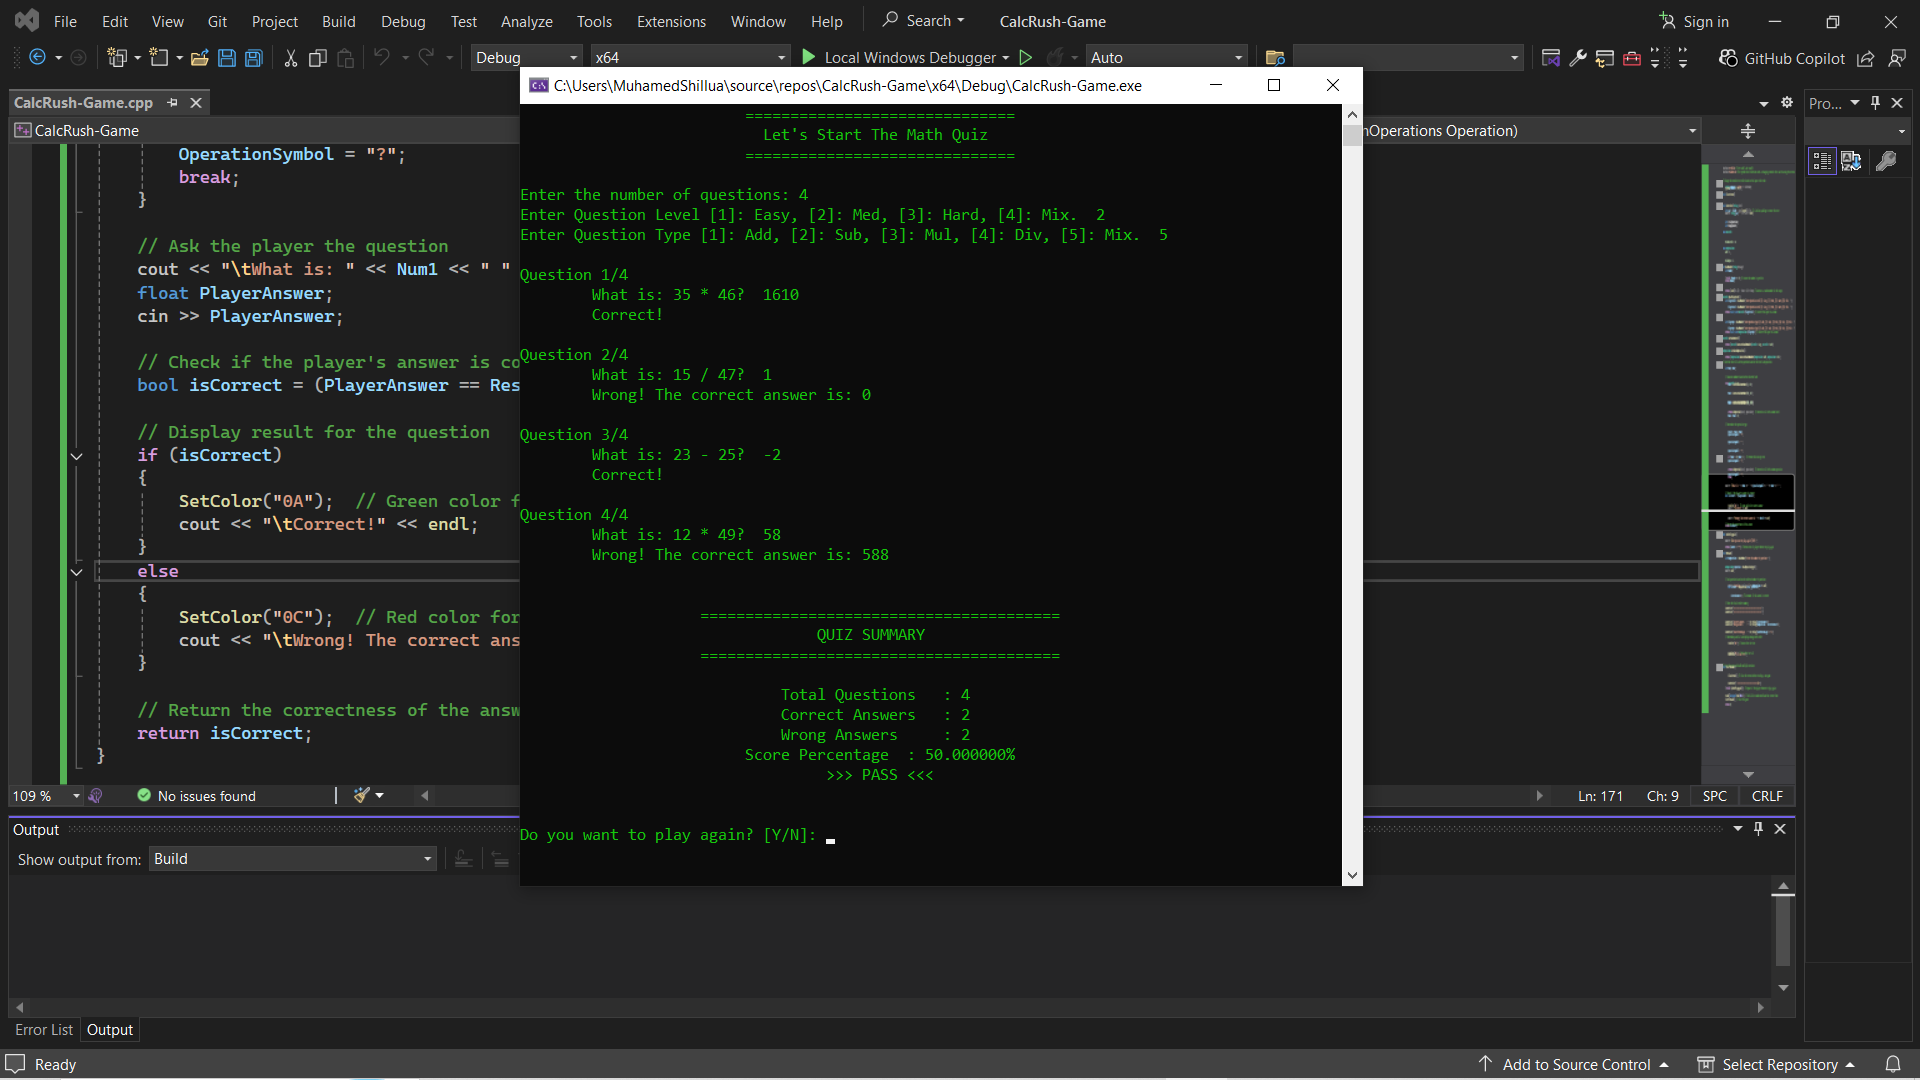 File Edit View Git Project Build Debug Test Analyze Tools Extensions Window Help Search CalcRush-Game Sign in
Debug x64 Local Windows Debugger Auto GitHub Copilot
C:\Users\MuhamedShillua\source\repos\CalcRush-Game\x64\Debug\CalcRush-Game.exe
CalcRush-Game.cpp
Pro...
CalcRush-Game
nOperations Operation)
OperationSymbol = "?";
break;
}
// Ask the player the question
cout << "\tWhat is: " << Num1 << " "
float PlayerAnswer;
cin >> PlayerAnswer;
// Check if the player's answer is co
bool isCorrect = (PlayerAnswer == Res
// Display result for the question
if (isCorrect)
{
SetColor("0A"); // Green color f
cout << "\tCorrect!" << endl;
}
else
{
SetColor("0C"); // Red color for
cout << "\tWrong! The correct ans
}
// Return the correctness of the answ
return isCorrect;
}
==============================
Let's Start The Math Quiz
==============================
Enter the number of questions: 4
Enter Question Level [1]: Easy, [2]: Med, [3]: Hard, [4]: Mix. 2
Enter Question Type [1]: Add, [2]: Sub, [3]: Mul, [4]: Div, [5]: Mix. 5
Question 1/4
What is: 35 * 46? 1610
Correct!
Question 2/4
What is: 15 / 47? 1
Wrong! The correct answer is: 0
Question 3/4
What is: 23 - 25? -2
Correct!
Question 4/4
What is: 12 * 49? 58
Wrong! The correct answer is: 588
========================================
QUIZ SUMMARY
========================================
Total Questions : 4
Correct Answers : 2
Wrong Answers : 2
Score Percentage : 50.000000%
>>> PASS <<<
Do you want to play again? [Y/N]:
109 % No issues found Ln: 171 Ch: 9 SPC CRLF
Output
Show output from: Build
Error List Output
Ready Add to Source Control Select Repository